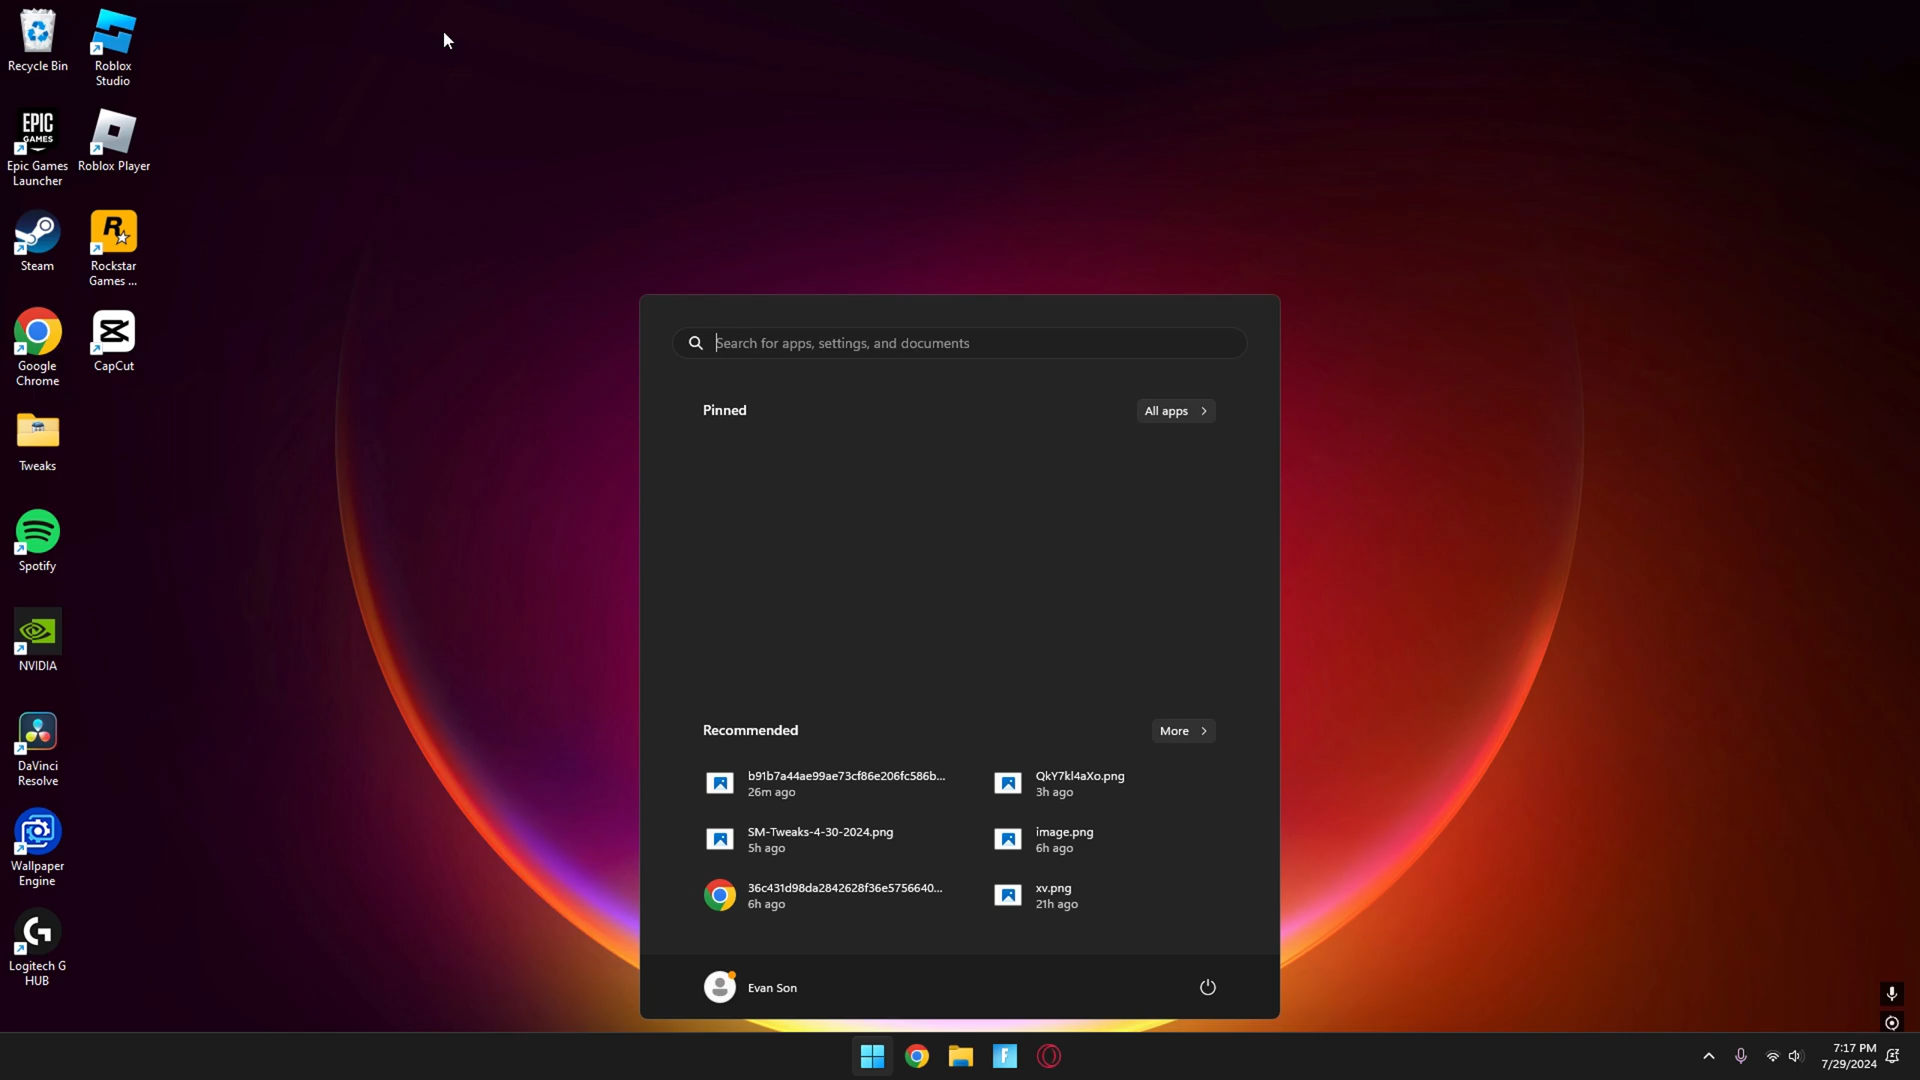 Recycle Bin
Roblox
Studio
EPIC
GAMES
Epic Games
Launcher
Roblox Player
Steam
R
Rockstar
Games ...
Google
Chrome
CapCut
Tweaks
Spotify
NVIDIA
DaVinci
Resolve
Wallpaper
Engine
Logitech G
HUB
Search for apps, settings, and documents
Pinned
All apps
Recommended
More
b91b7a44ae99ae73cf86e206fc586b...
26m ago
QkY7kl4aXo.png
3h ago
SM-Tweaks-4-30-2024.png
5h ago
image.png
6h ago
36c431d98da2842628f36e5756640...
6h ago
xv.png
21h ago
Evan Son
F
7:17 PM
7/29/2024